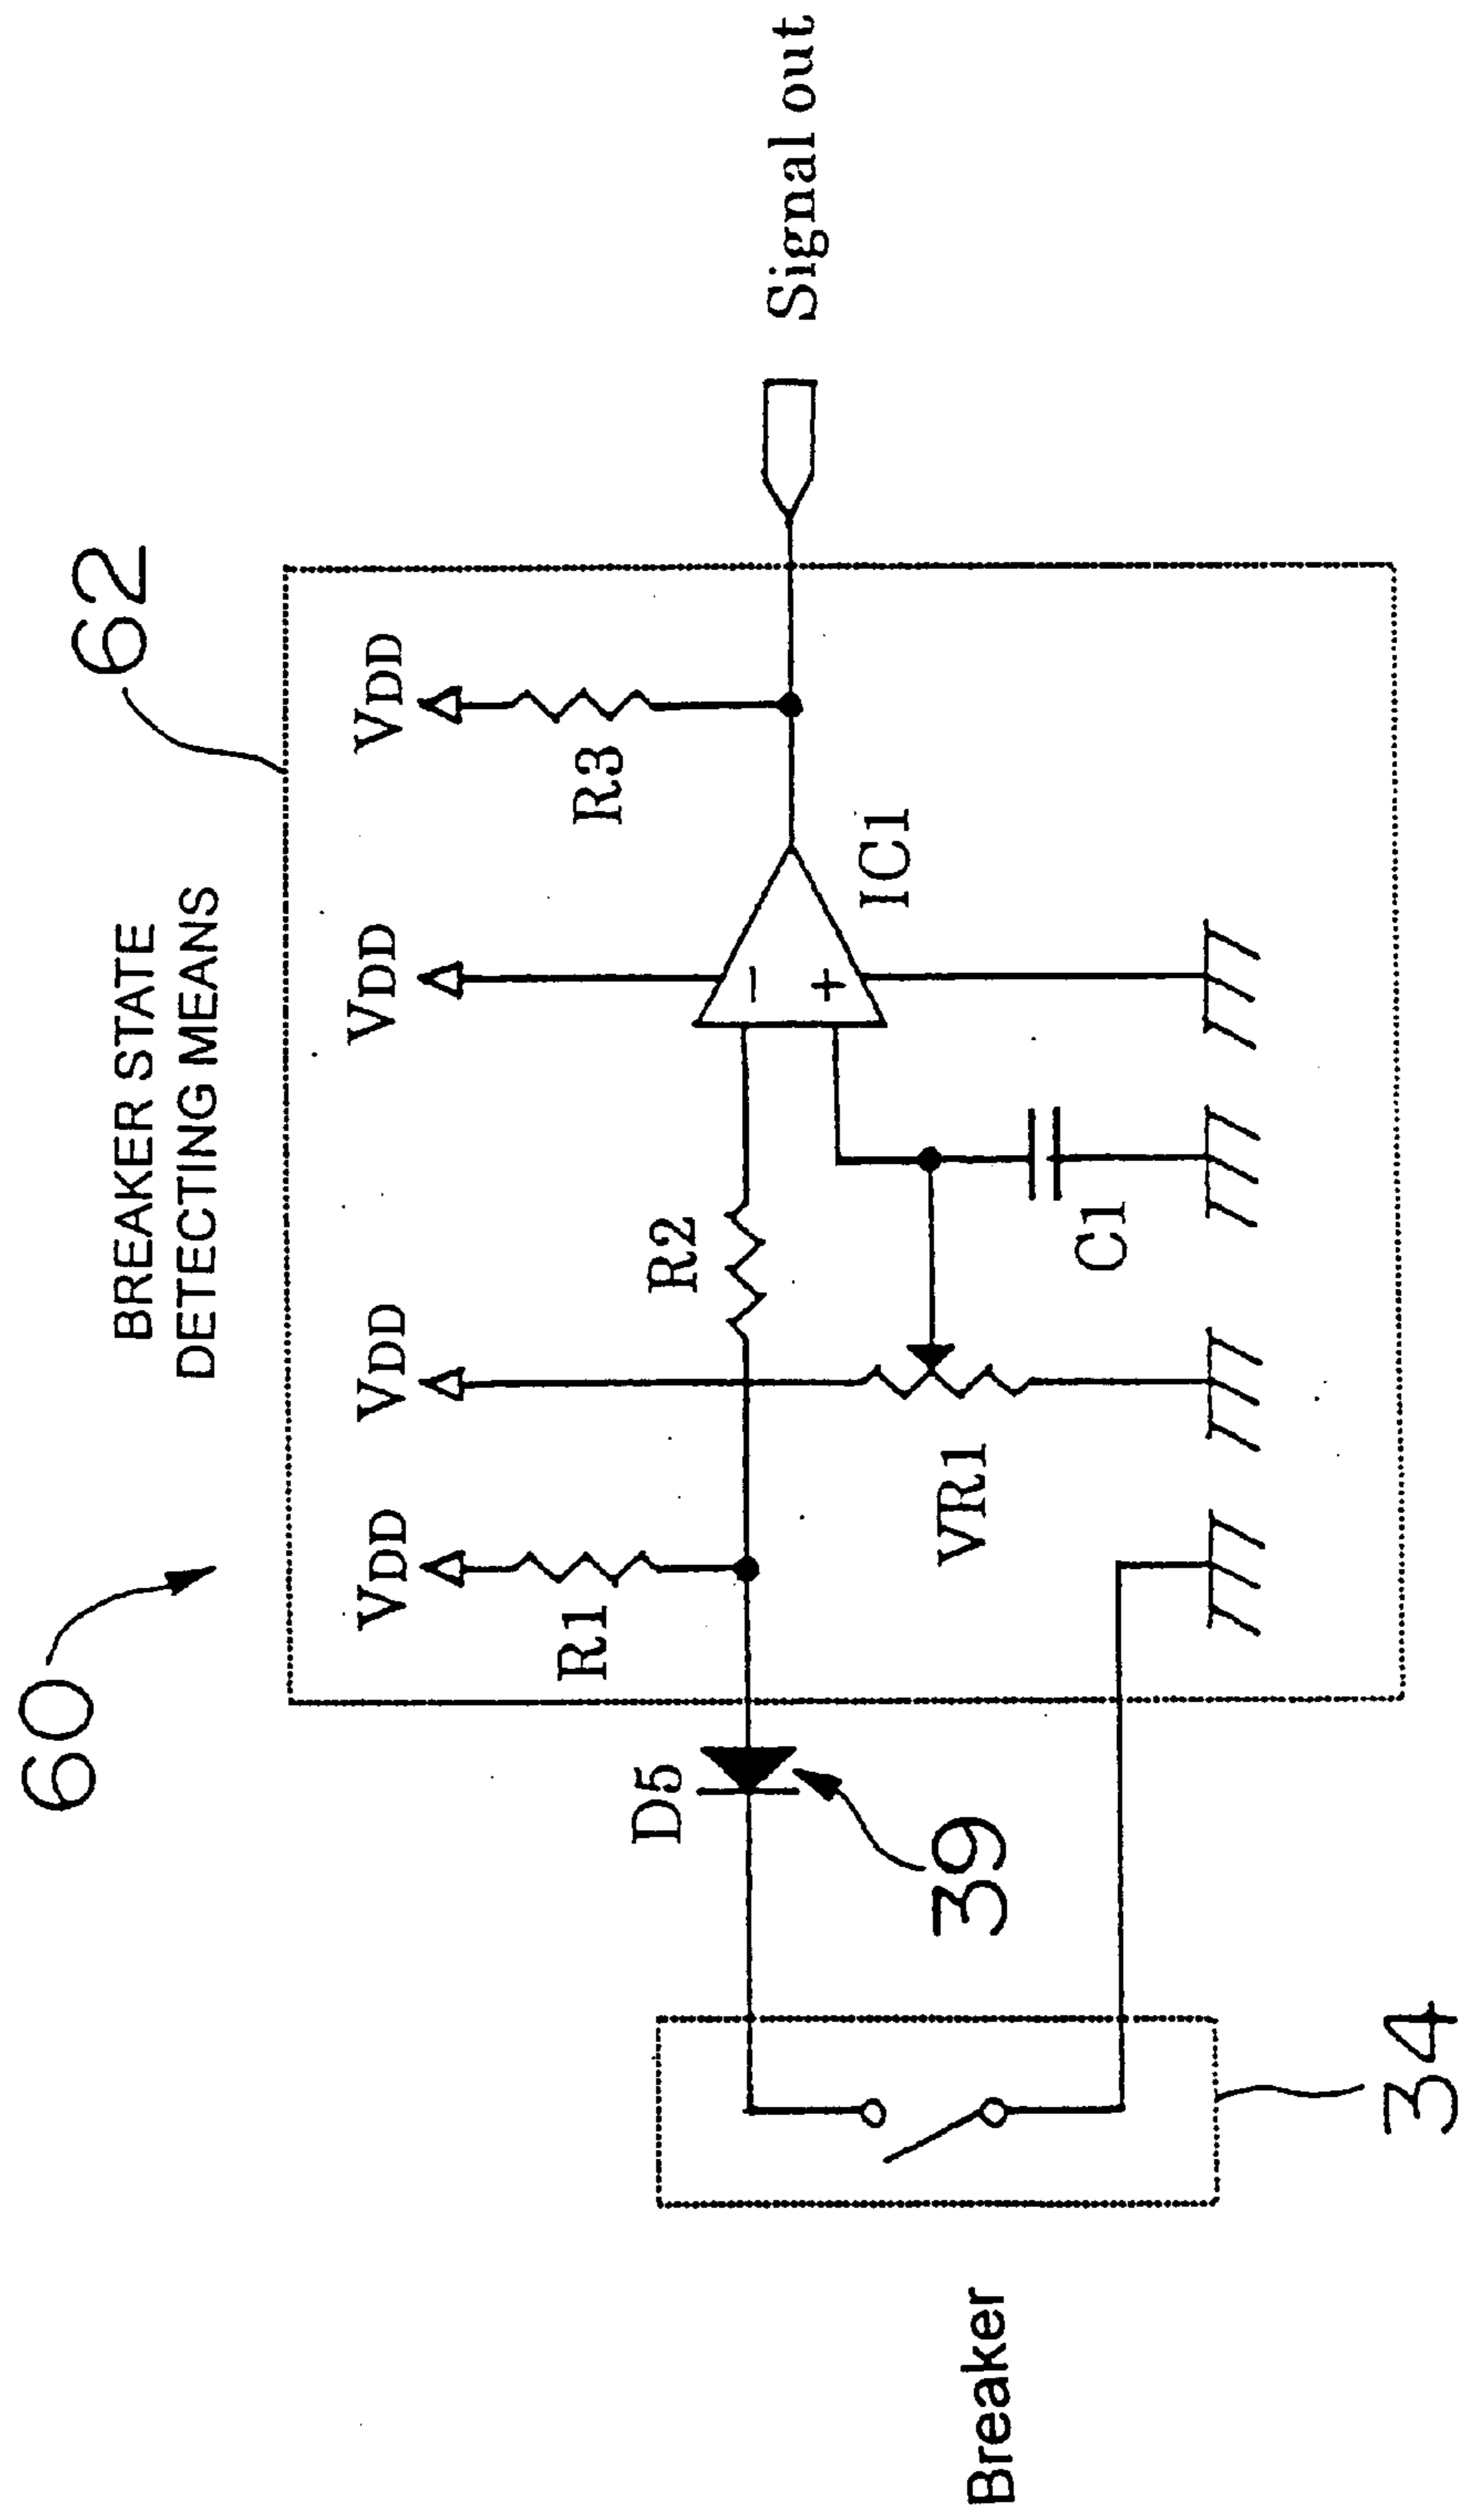 60
BREAKER STATE
DETECTING MEANS
62
VDD
VDD
VDD
VDD
R1
R2
R3
D5
39
VR1
C1
IC1
-
+
Signal out
Breaker
34